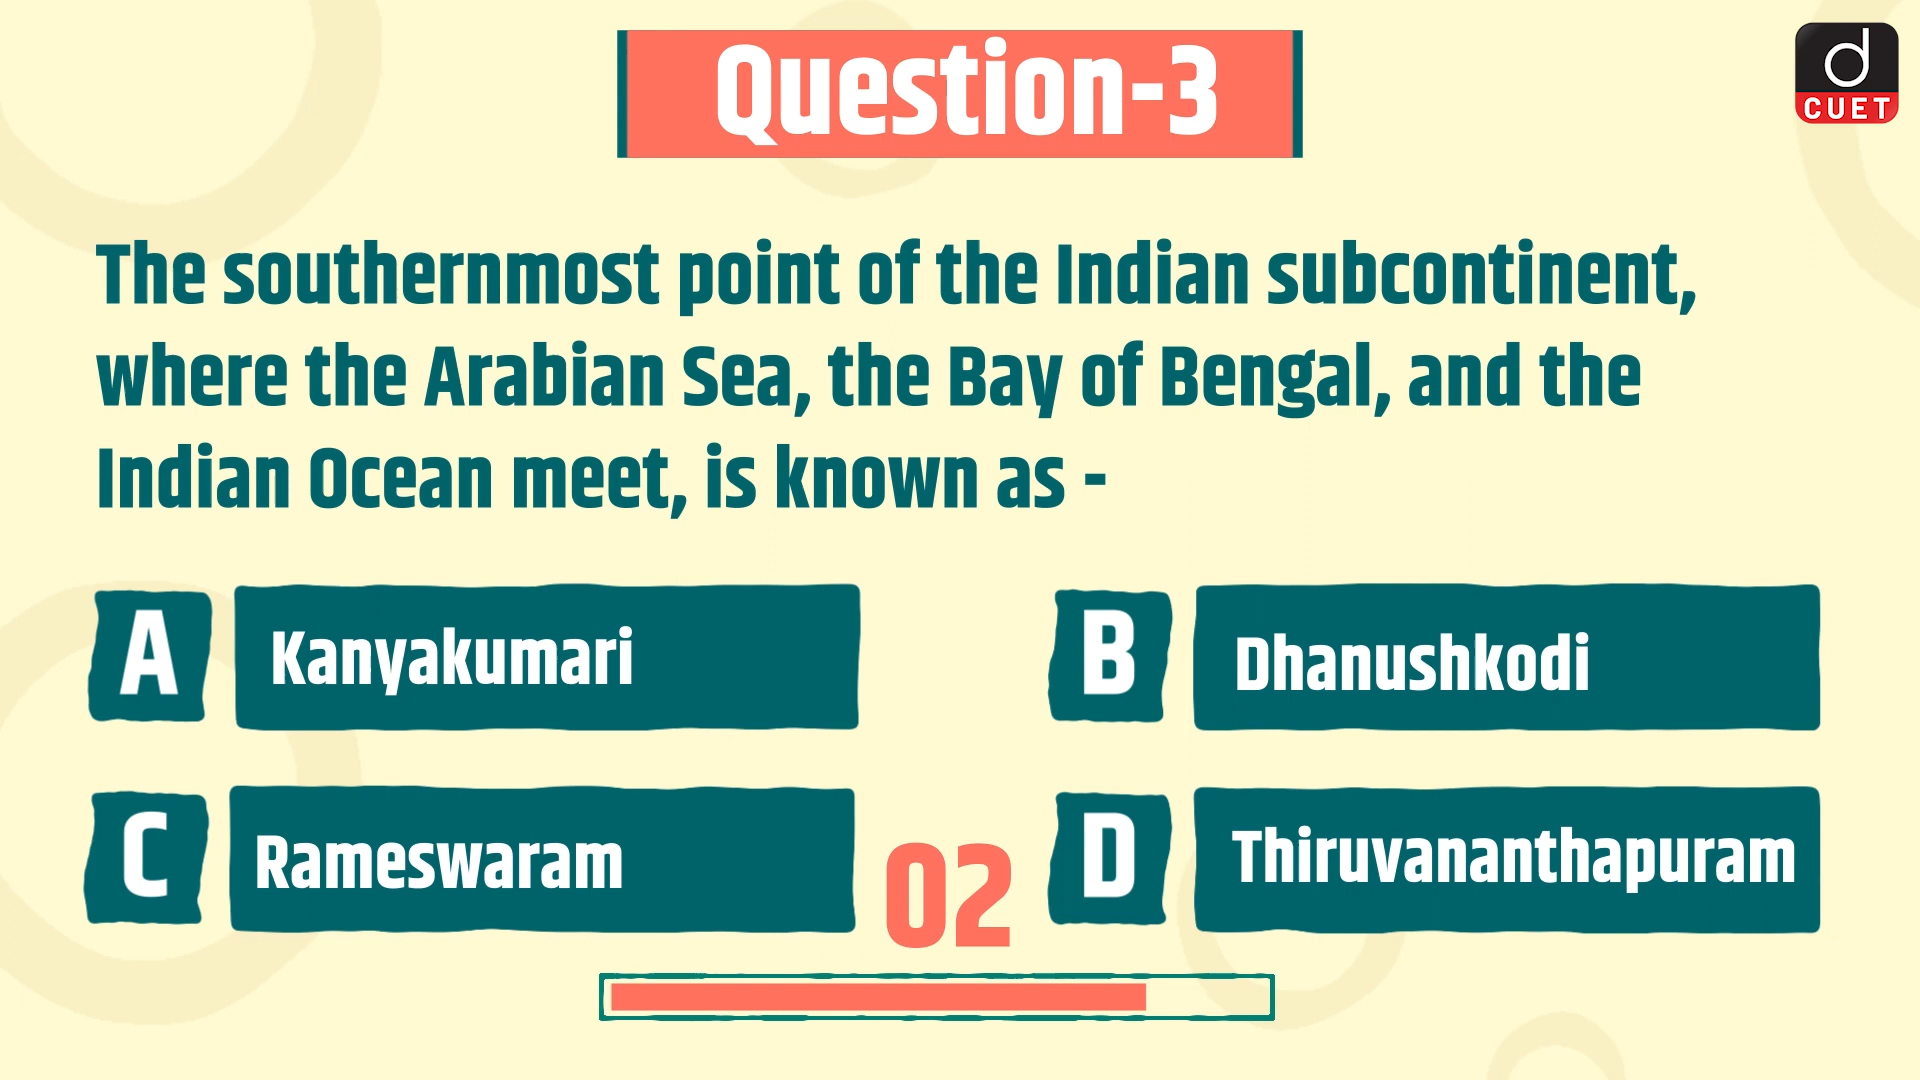 Question-3
d
CUET
The southernmost point of the Indian subcontinent,
where the Arabian Sea, the Bay of Bengal, and the
Indian Ocean meet, is known as -
A Kanyakumari
B Dhanushkodi
C Rameswaram
D Thiruvananthapuram
02